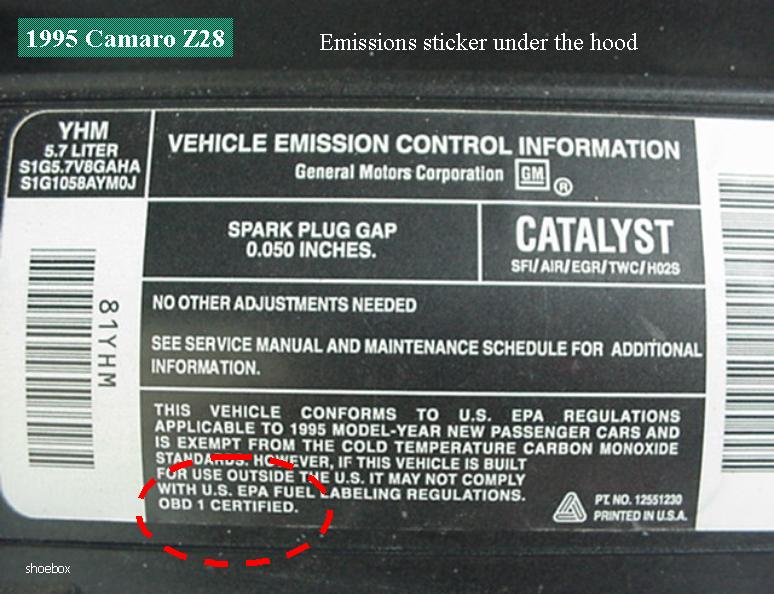 1995 Camaro Z28
Emissions sticker under the hood
YHM
5.7 LITER
S1G5.7V8GAHA
S1G1058AYM0J
VEHICLE EMISSION CONTROL INFORMATION
General Motors Corporation GM ®
SPARK PLUG GAP
0.050 INCHES.
CATALYST
SFI/AIR/EGR/TWC/HO2S
81YHM
NO OTHER ADJUSTMENTS NEEDED
SEE SERVICE MANUAL AND MAINTENANCE SCHEDULE FOR ADDITIONAL
INFORMATION.
THIS VEHICLE CONFORMS TO U.S. EPA REGULATIONS
APPLICABLE TO 1995 MODEL-YEAR NEW PASSENGER CARS AND
IS EXEMPT FROM THE COLD TEMPERATURE CARBON MONOXIDE
STANDARDS. HOWEVER, IF THIS VEHICLE IS BUILT
FOR USE OUTSIDE THE U.S. IT MAY NOT COMPLY
WITH U.S. EPA FUEL LABELING REGULATIONS.
OBD 1 CERTIFIED.
PT. NO. 12551230
PRINTED IN U.S.A.
shoebox